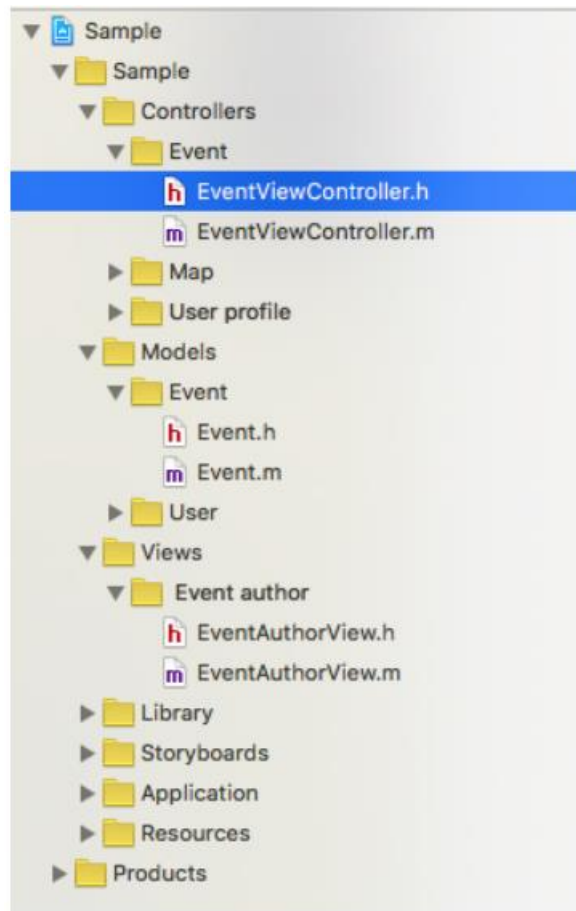 Sample
Sample
Controllers
Event
h EventViewController.h
m EventViewController.m
Map
User profile
Models
Event
h Event.h
m Event.m
User
Views
Event author
h EventAuthorView.h
m EventAuthorView.m
Library
Storyboards
Application
Resources
Products